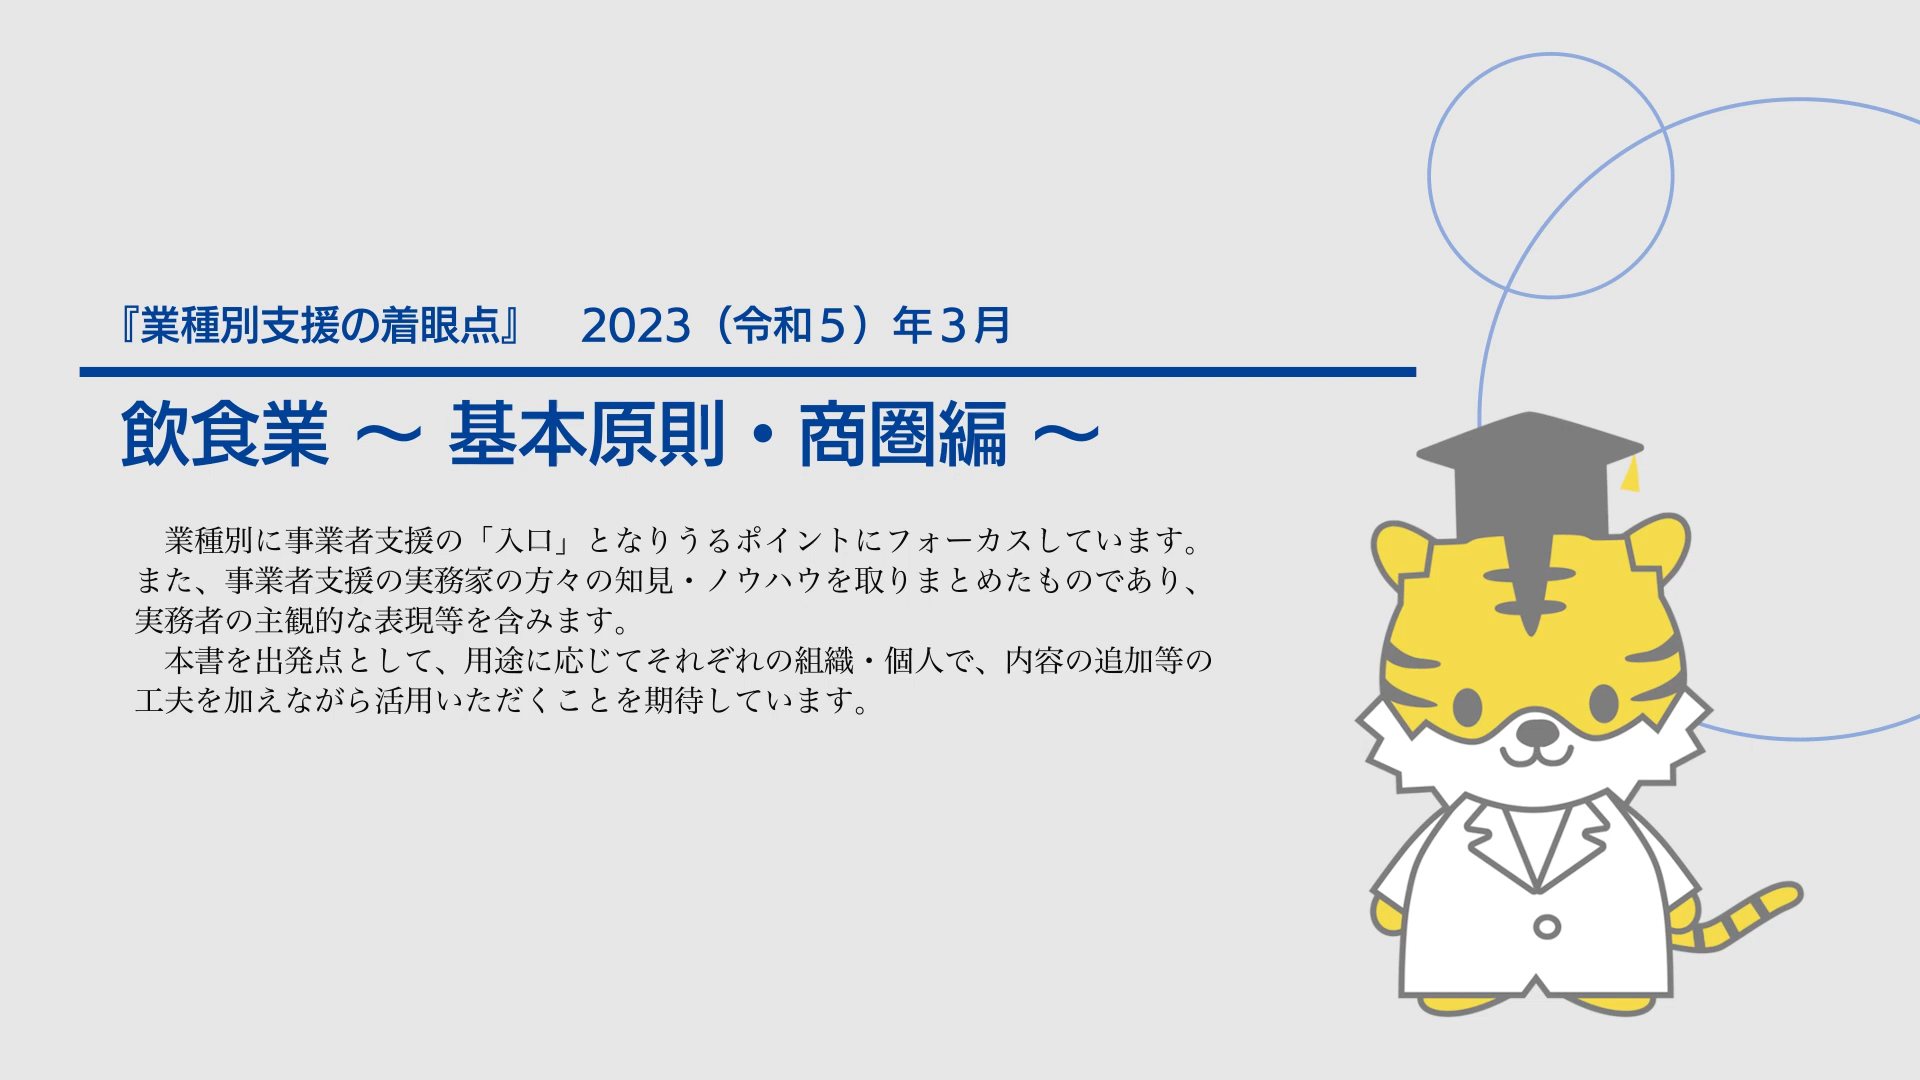 『業種別支援の着眼点』　2023（令和５）年３月
飲食業 ～ 基本原則・商圏編 ～
　業種別に事業者支援の「入口」となりうるポイントにフォーカスしています。
また、事業者支援の実務家の方々の知見・ノウハウを取りまとめたものであり、
実務者の主観的な表現等を含みます。
　本書を出発点として、用途に応じてそれぞれの組織・個人で、内容の追加等の
工夫を加えながら活用いただくことを期待しています。